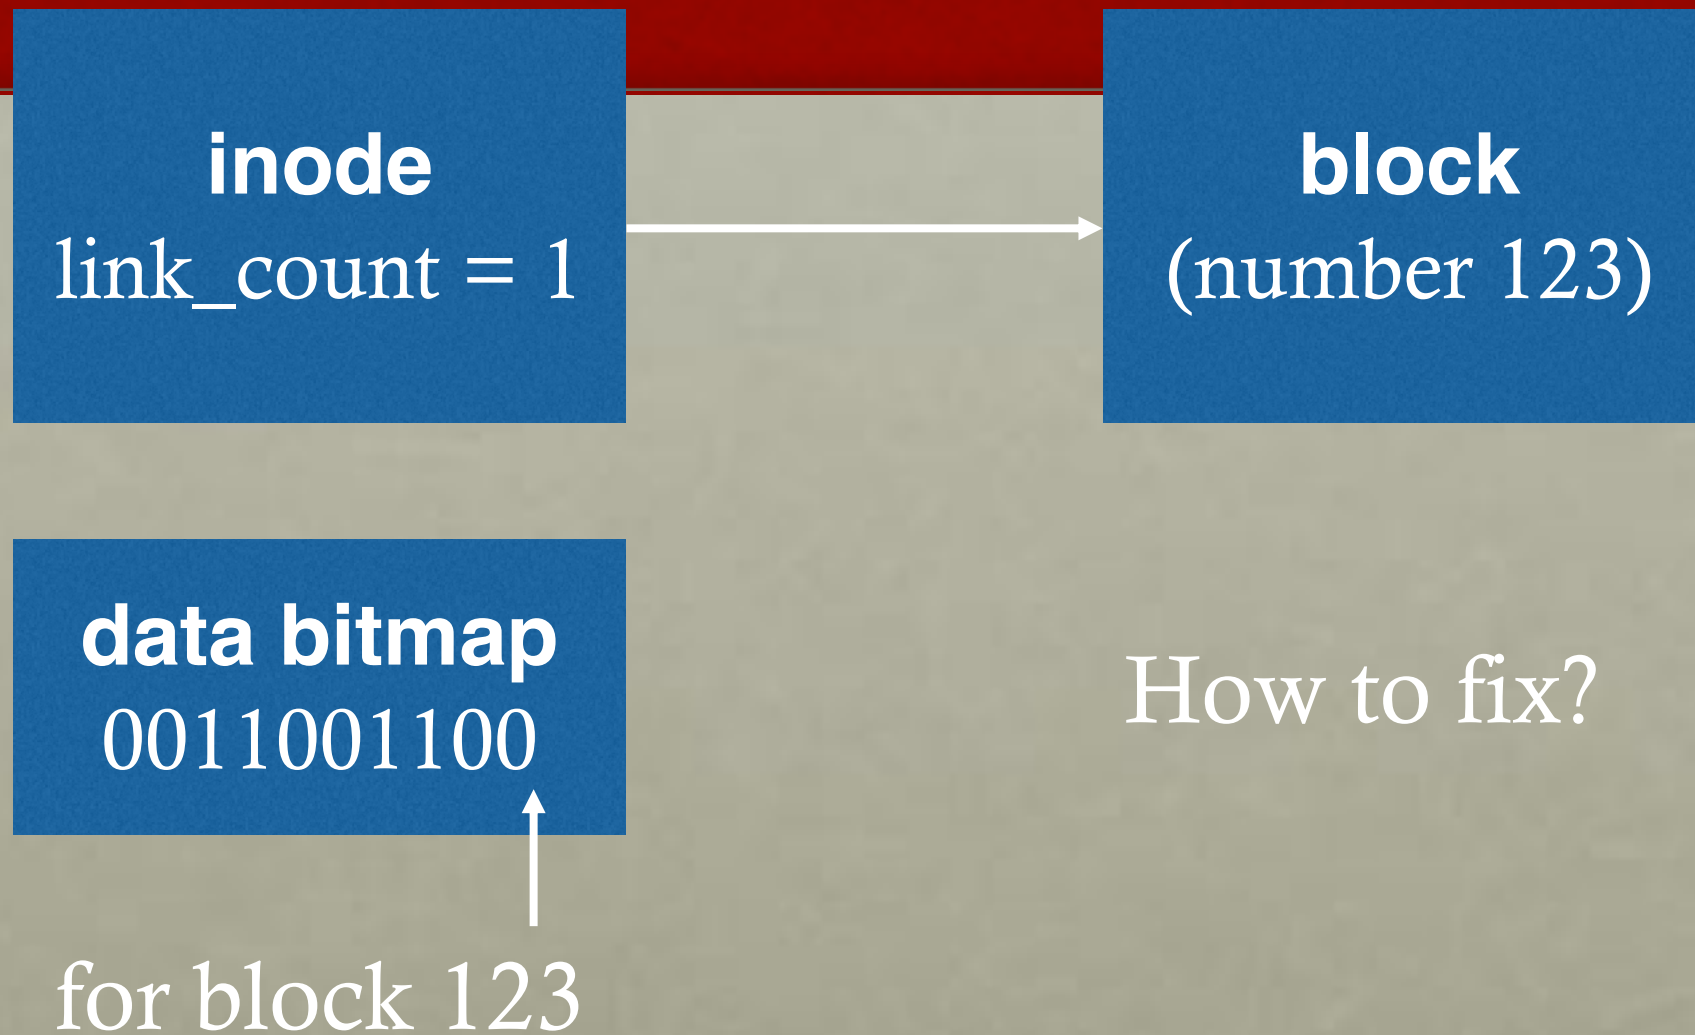 inode
link_count = 1
block
(number 123)
data bitmap
0011001100
for block 123
How to fix?